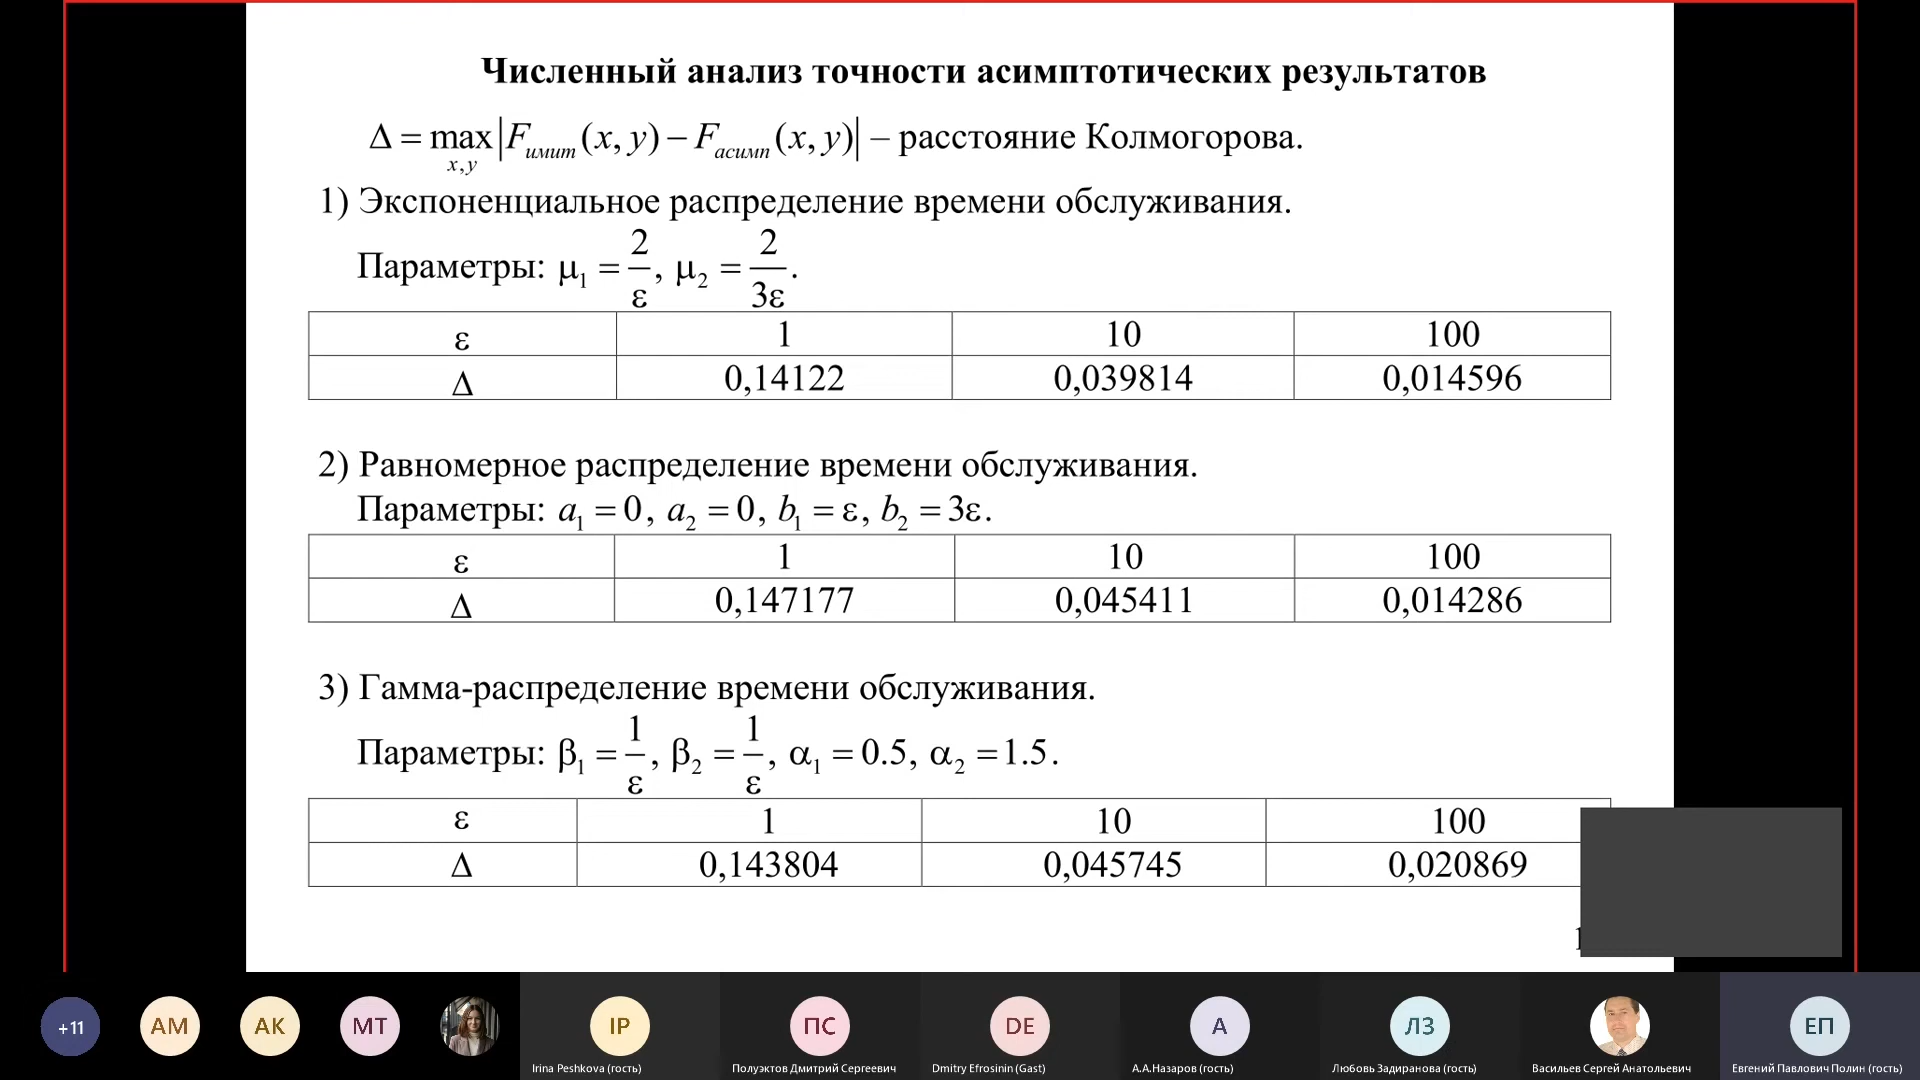 Численный анализ точности асимптотических результатов
Δ = max |Fимит (x, y) − Fасимп (x, y)| – расстояние Колмогорова.
x, y
1) Экспоненциальное распределение времени обслуживания.
Параметры: μ₁ = 2/ε, μ₂ = 2/3ε.
ε 1 10 100
Δ 0,14122 0,039814 0,014596
2) Равномерное распределение времени обслуживания.
Параметры: a₁ = 0, a₂ = 0, b₁ = ε, b₂ = 3ε.
ε 1 10 100
Δ 0,147177 0,045411 0,014286
3) Гамма-распределение времени обслуживания.
Параметры: β₁ = 1/ε, β₂ = 1/ε, α₁ = 0.5, α₂ = 1.5.
ε 1 10 100
Δ 0,143804 0,045745 0,020869
+11 АМ АК МТ IP ПС DE А ЛЗ ЕП
Irina Peshkova (гость) Полуэктов Дмитрий Сергеевич Dmitry Efrosinin (Gast) А.А.Назаров (гость) Любовь Задиранова (гость) Васильев Сергей Анатольевич Евгений Павлович Полин (гость)